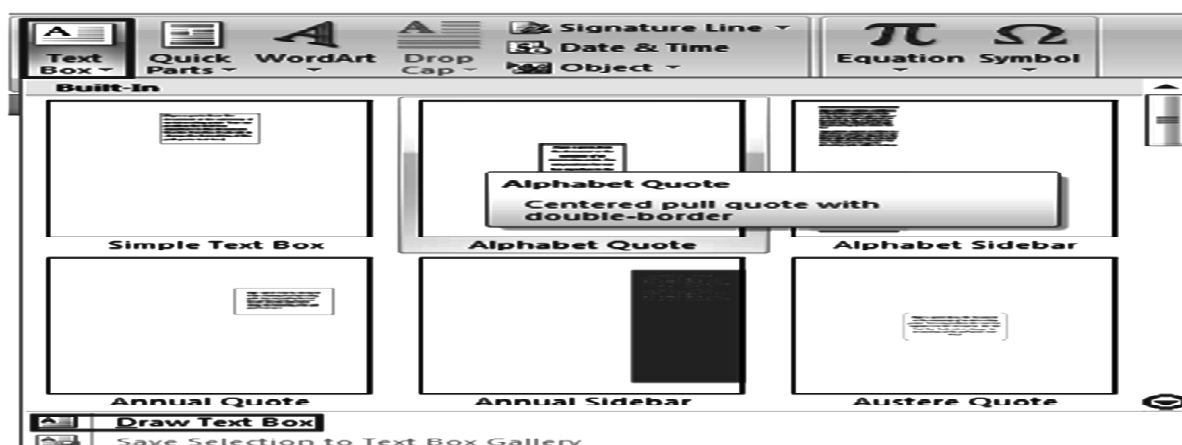 Text Box
Quick Parts
WordArt
Drop Cap
Signature Line
Date & Time
Object
Equation
Symbol
Built-In
Simple Text Box
Alphabet Quote
Alphabet Sidebar
Alphabet Quote
Centered pull quote with
double-border
Annual Quote
Annual Sidebar
Austere Quote
Draw Text Box
Save Selection to Text Box Gallery